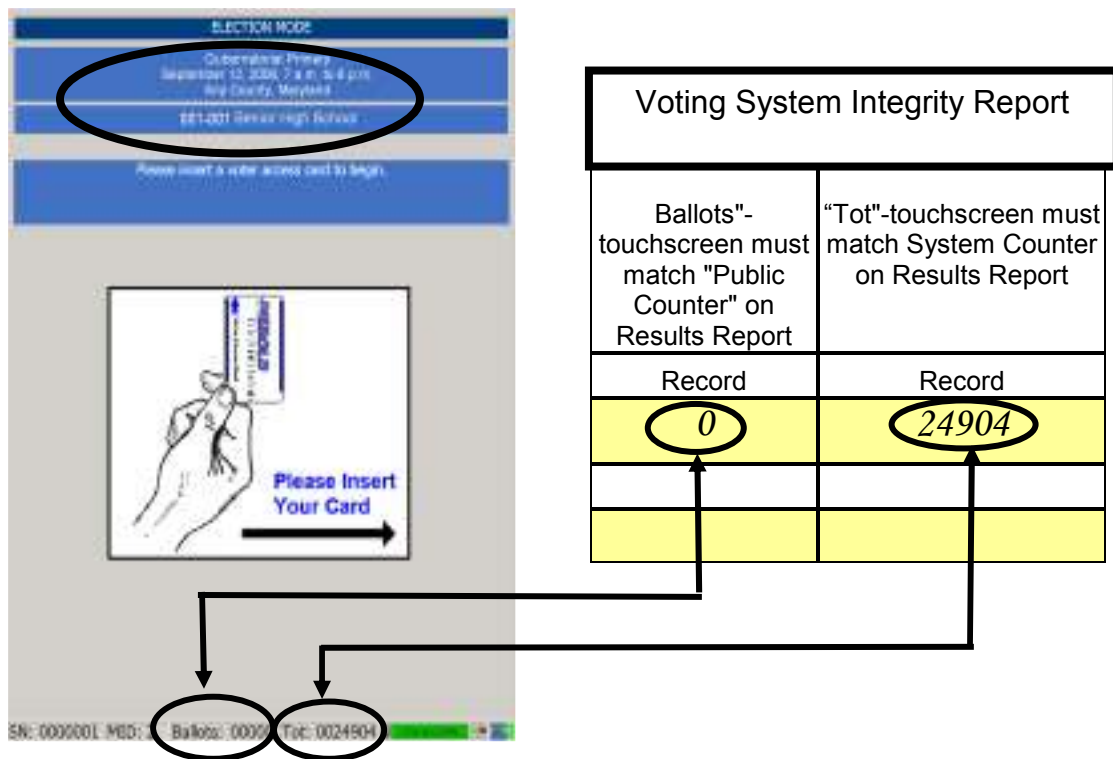 ELECTION MODE
Gubernatorial Primary
September 12, 2006, 7 a.m. to 8 p.m.
Any County, Maryland
001-001 Senior High School
Please insert a voter access card to begin.
Please Insert
Your Card
SN: 0000001 MID: Ballots: 0000 Tot: 0024904
Voting System Integrity Report
Ballots"-
touchscreen must
match "Public
Counter" on
Results Report
“Tot"-touchscreen must
match System Counter
on Results Report
Record
Record
0
24904